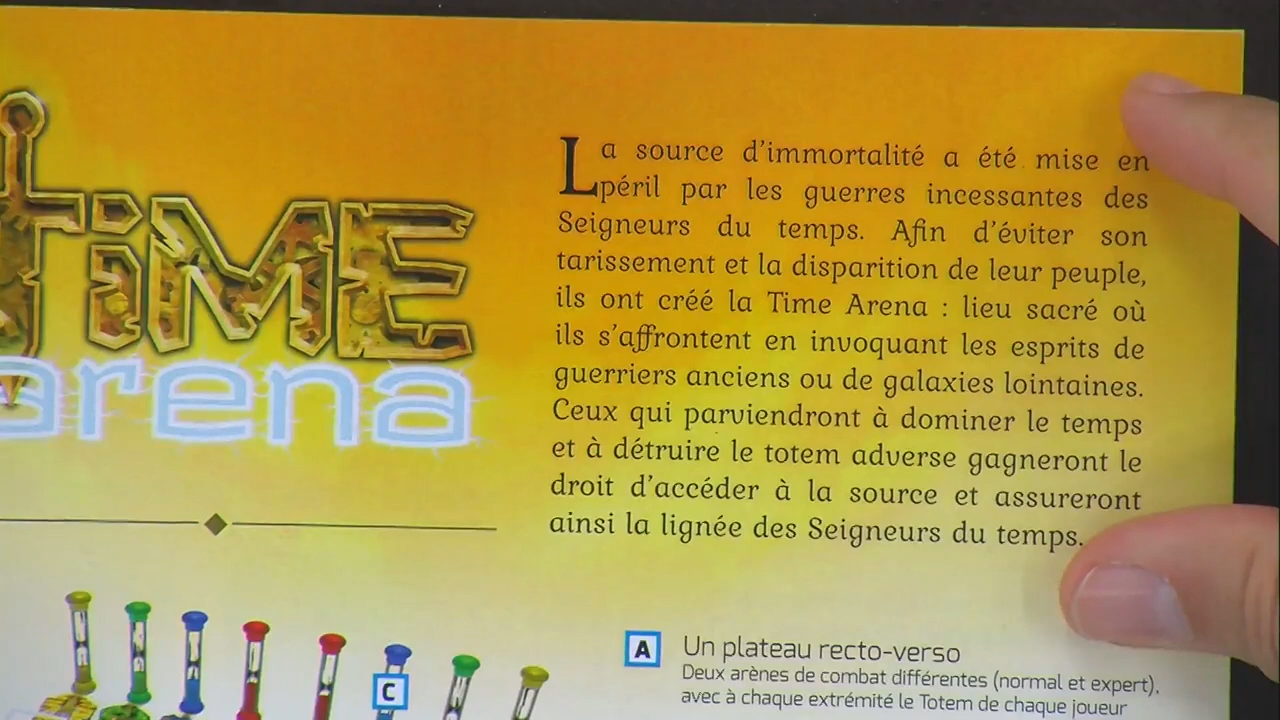 TiME
arena
La source d'immortalité a été mise en
péril par les guerres incessantes des
Seigneurs du temps. Afin d'éviter son
tarissement et la disparition de leur peuple,
ils ont créé la Time Arena : lieu sacré où
ils s'affrontent en invoquant les esprits de
guerriers anciens ou de galaxies lointaines.
Ceux qui parviendront à dominer le temps
et à détruire le totem adverse gagneront le
droit d'accéder à la source et assureront
ainsi la lignée des Seigneurs du temps.
A Un plateau recto-verso
Deux arènes de combat différentes (normal et expert),
avec à chaque extrémité le Totem de chaque joueur
C